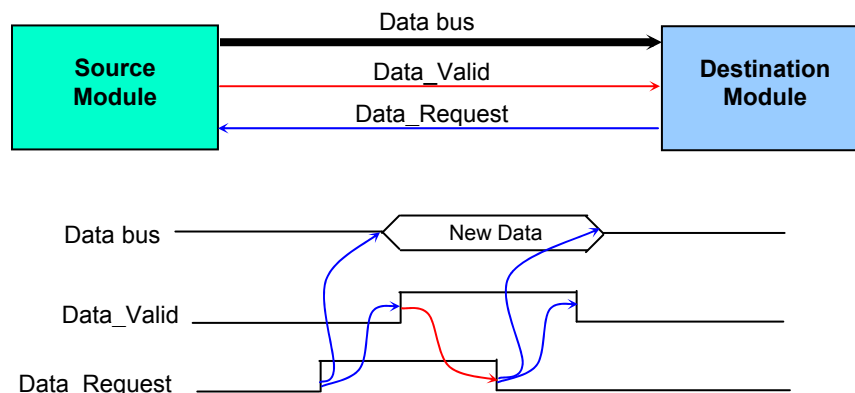 Data bus
Source
Module
Data_Valid
Destination
Module
Data_Request
Data bus
New Data
Data_Valid
Data_Request